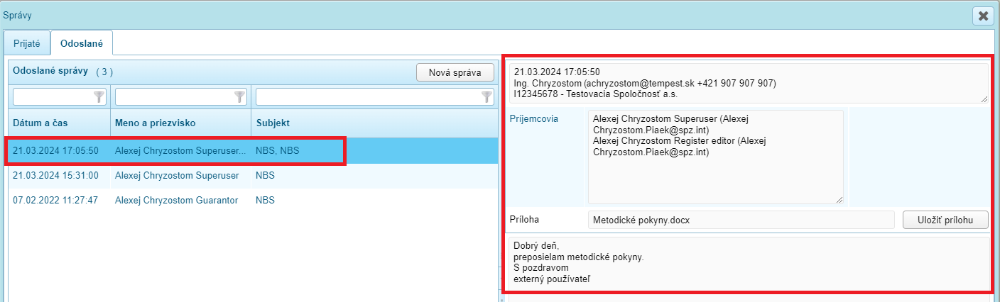 Správy
Prijaté
Odoslané
Odoslané správy ( 3 )
Nová správa
Dátum a čas Meno a priezvisko Subjekt
21.03.2024 17:05:50 Alexej Chryzostom Superuser... NBS, NBS
21.03.2024 15:31:00 Alexej Chryzostom Superuser NBS
07.02.2022 11:27:47 Alexej Chryzostom Guarantor NBS
21.03.2024 17:05:50
Ing. Chryzostom (achryzostom@tempest.sk +421 907 907 907)
I12345678 - Testovacia Spoločnosť a.s.
Príjemcovia
Alexej Chryzostom Superuser (Alexej
Chryzostom.Piaek@spz.int)
Alexej Chryzostom Register editor (Alexej
Chryzostom.Piaek@spz.int)
Príloha
Metodické pokyny.docx
Uložiť prílohu
Dobrý deň,
preposielam metodické pokyny.
S pozdravom
externý používateľ